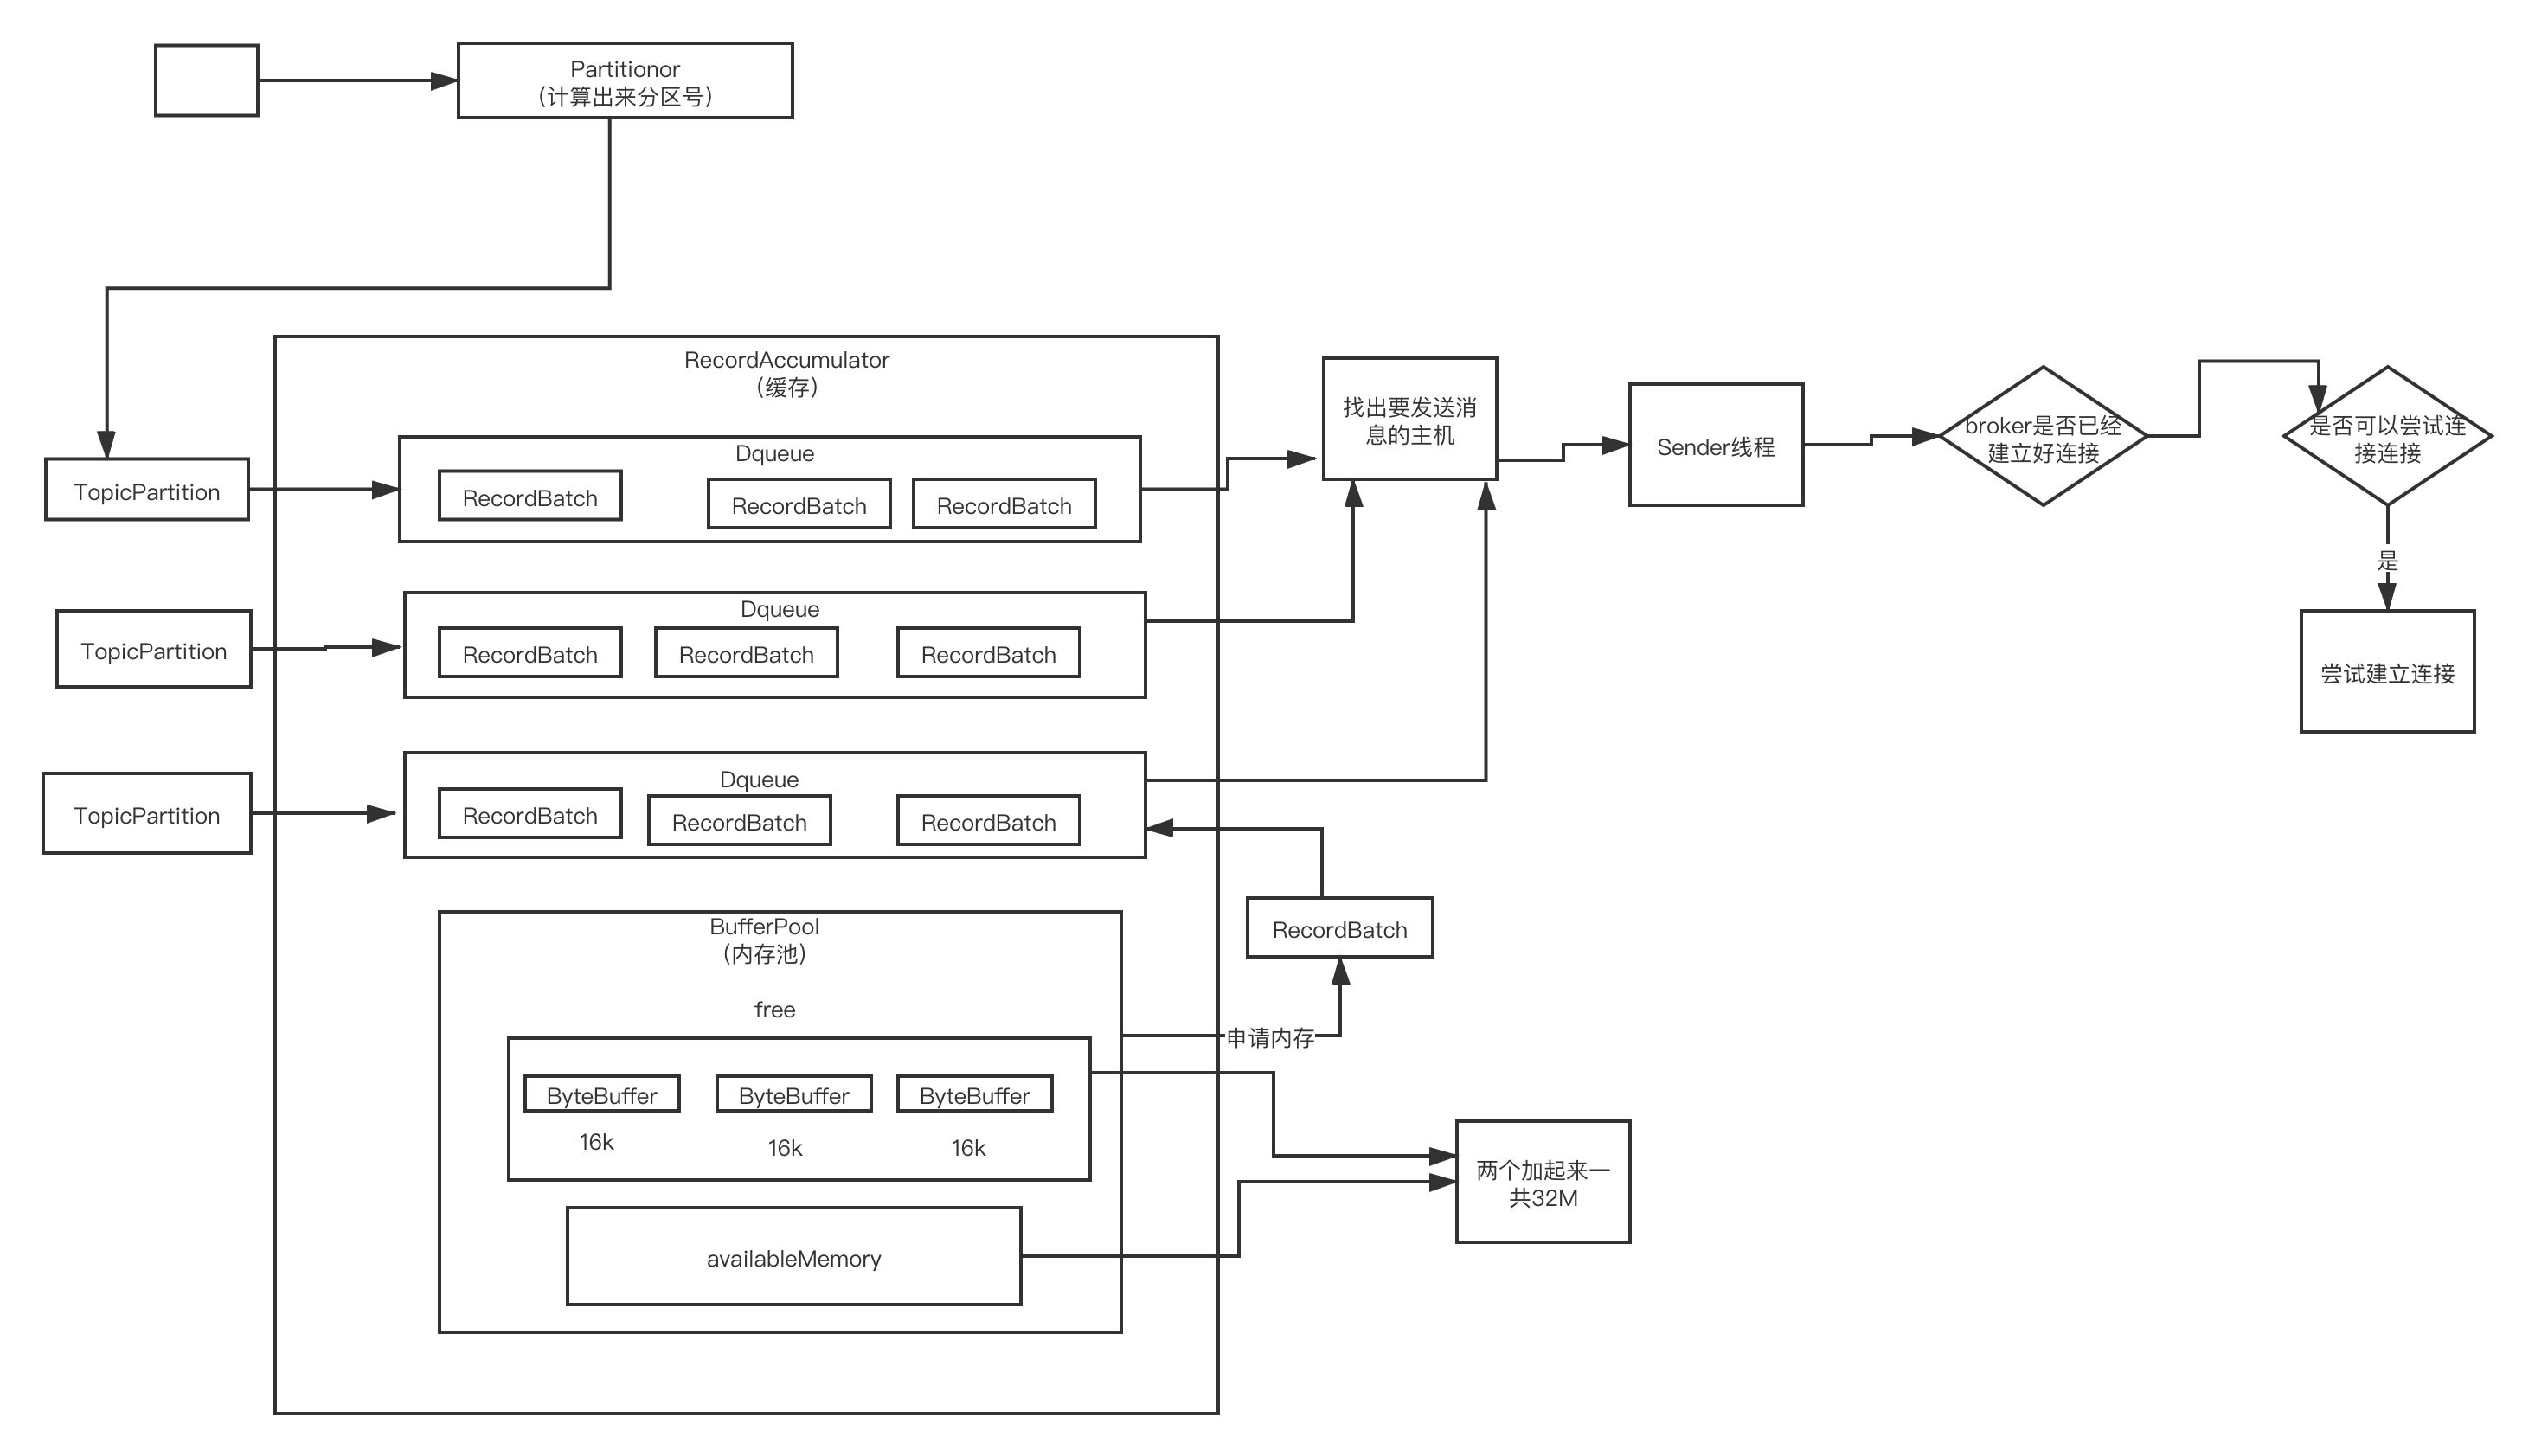 Partitionor
（计算出来分区号）
RecordAccumulator
（缓存）
Dqueue
TopicPartition
RecordBatch
RecordBatch
RecordBatch
找出要发送消
息的主机
Sender线程
broker是否已经
建立好连接
是否可以尝试连
接连接
是
尝试建立连接
Dqueue
TopicPartition
RecordBatch
RecordBatch
RecordBatch
Dqueue
TopicPartition
RecordBatch
RecordBatch
RecordBatch
BufferPool
（内存池）
RecordBatch
free
申请内存
ByteBuffer
ByteBuffer
ByteBuffer
16k
16k
16k
两个加起来一
共32M
availableMemory